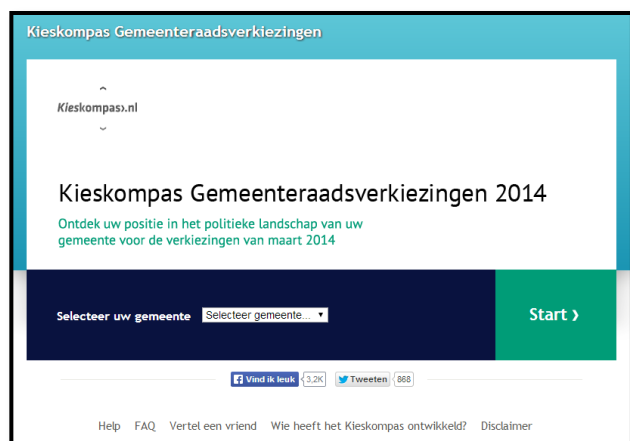 Kieskompas Gemeenteraadsverkiezingen
Kieskompas.nl
Kieskompas Gemeenteraadsverkiezingen 2014
Ontdek uw positie in het politieke landschap van uw
gemeente voor de verkiezingen van maart 2014
Selecteer uw gemeente Selecteer gemeente... ▼ Start ›
Vind ik leuk 3,2K Tweeten 868
Help FAQ Vertel een vriend Wie heeft het Kieskompas ontwikkeld? Disclaimer